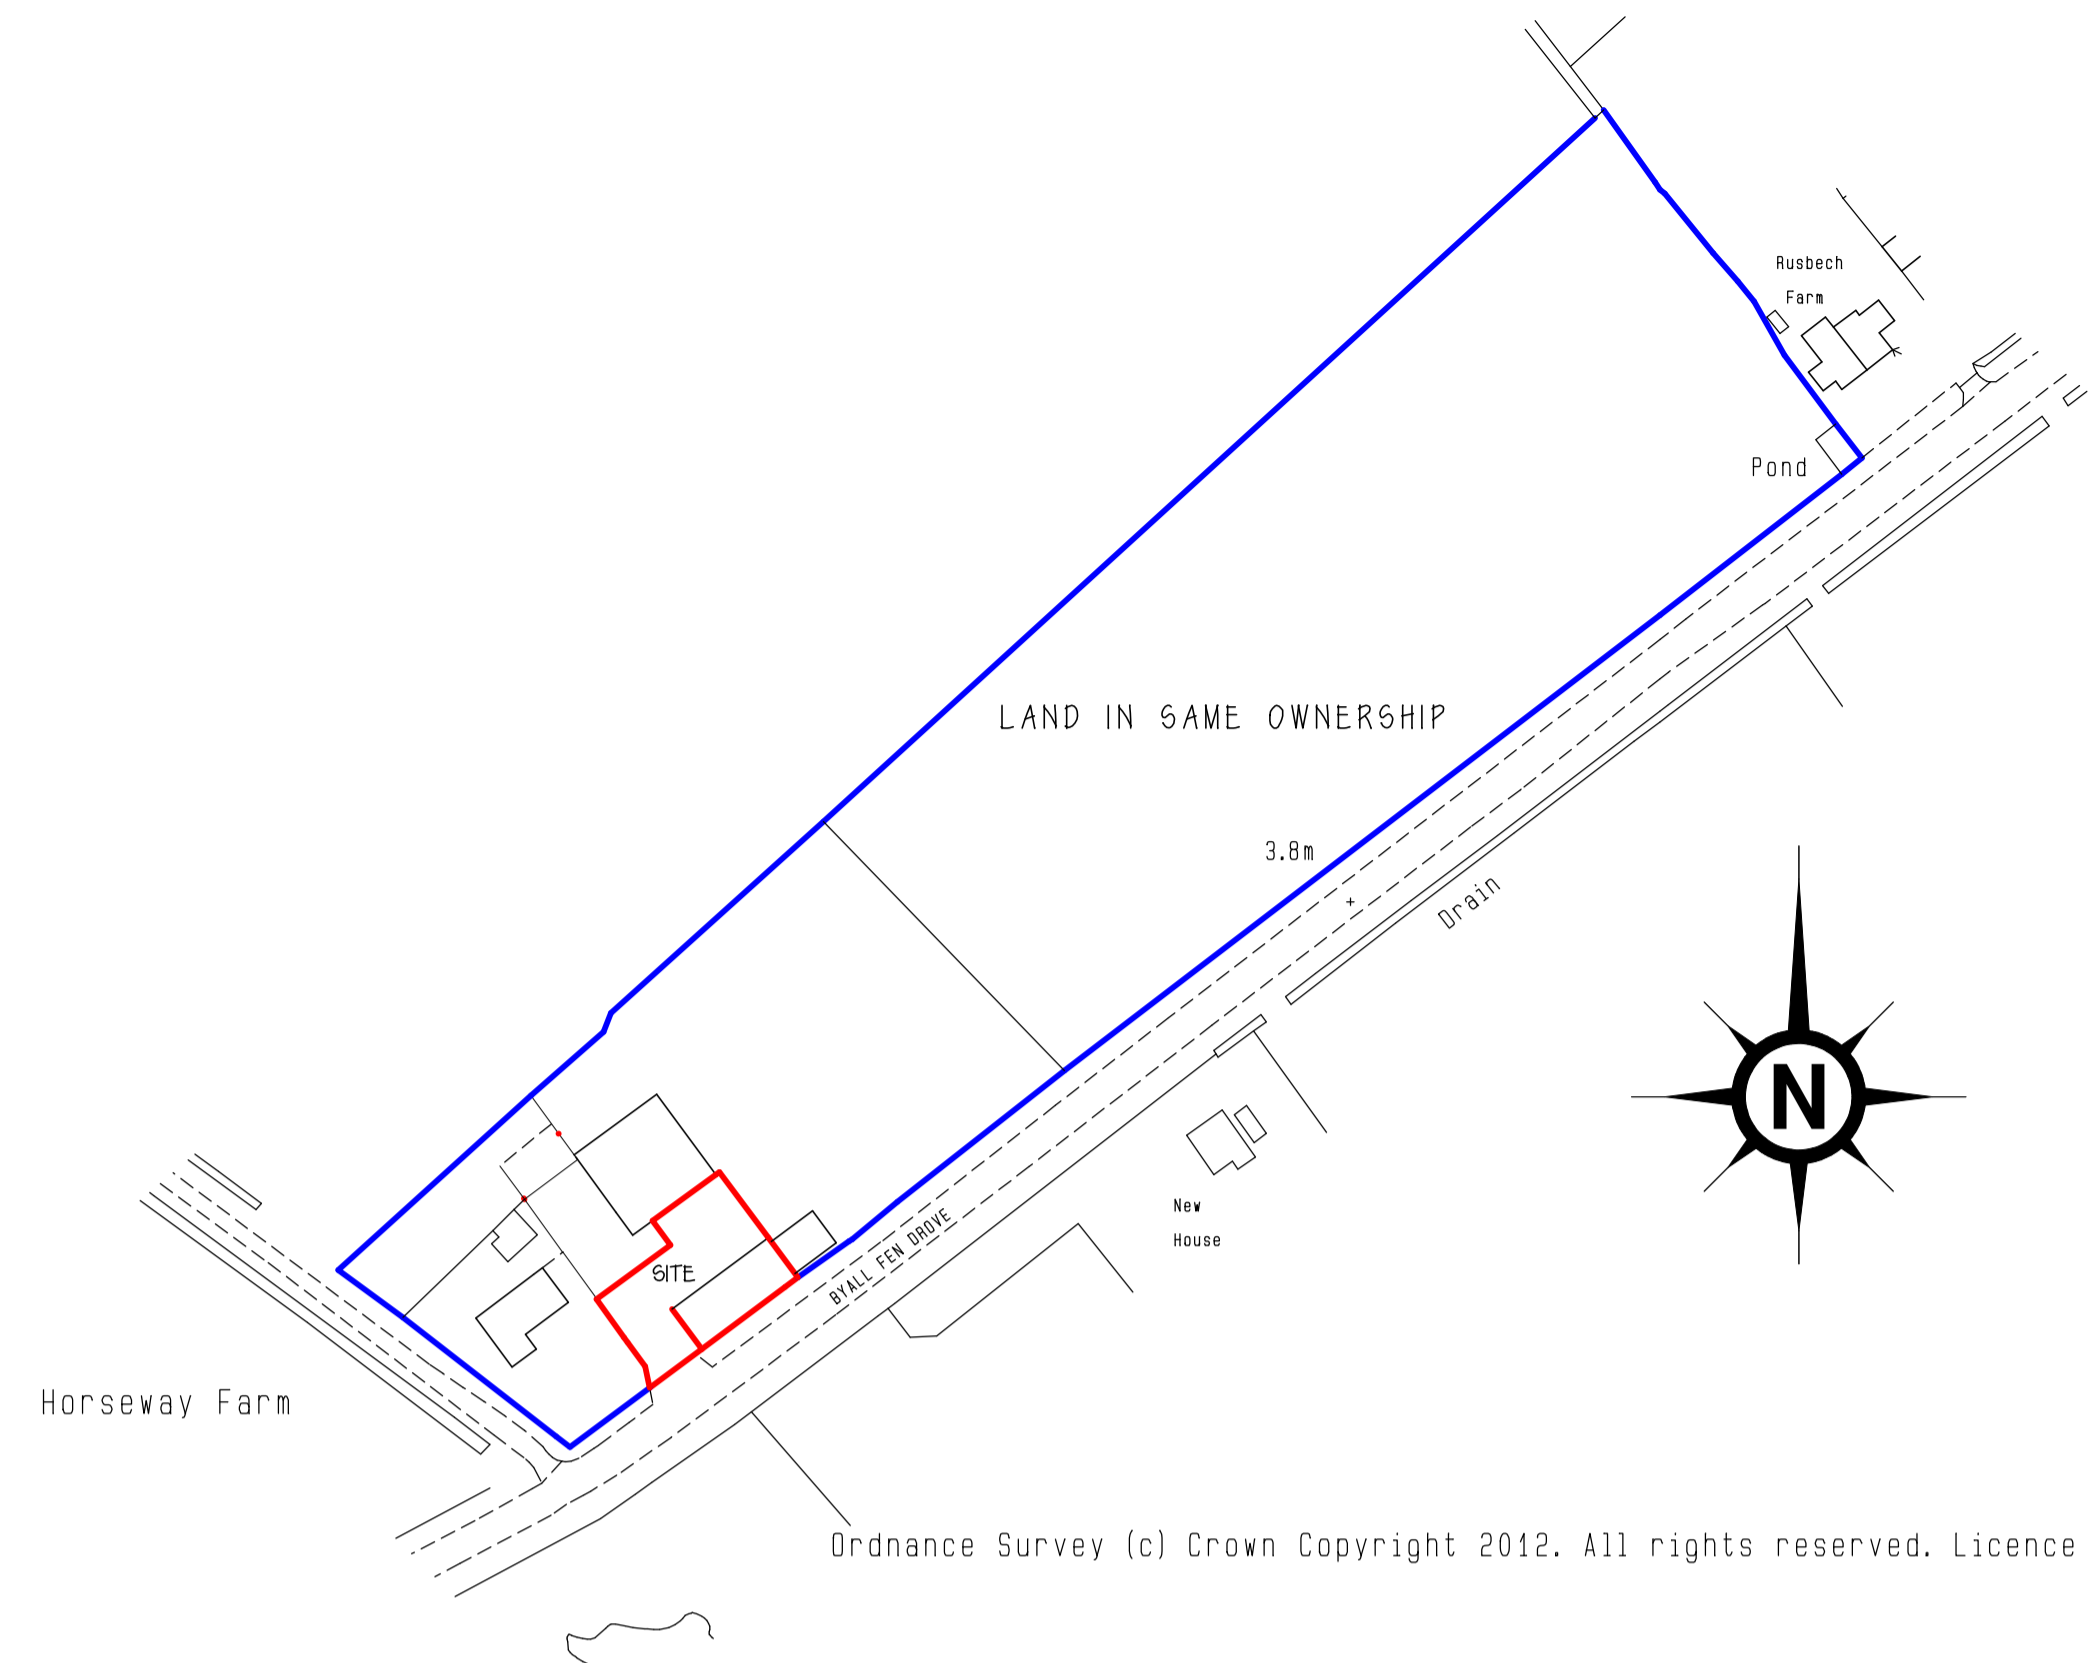 Rusbech
Farm
Pond
LAND IN SAME OWNERSHIP
3.8m
Drain
N
New
House
BYALL FEN DROVE
SITE
Horseway Farm
Ordnance Survey (c) Crown Copyright 2012. All rights reserved. Licence